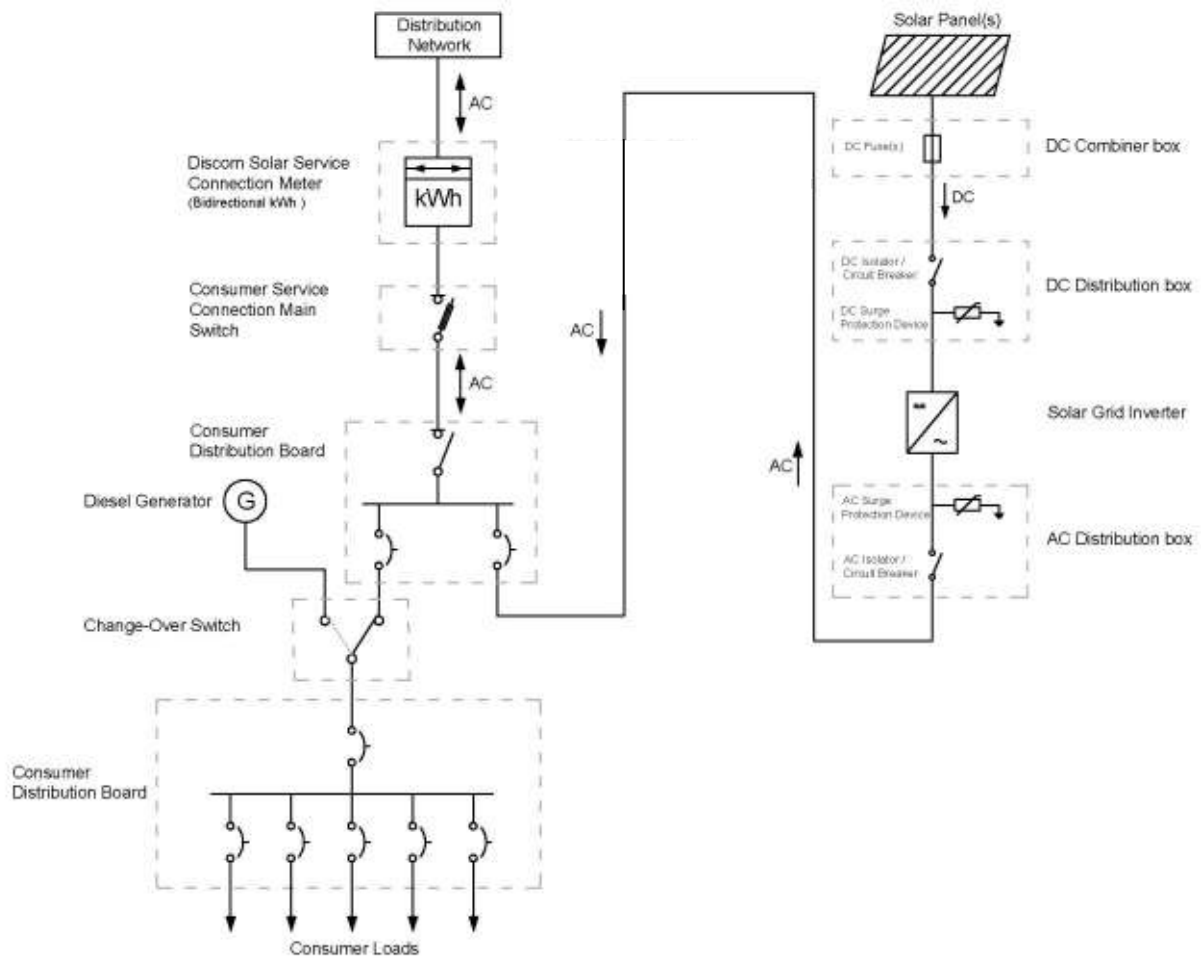 Distribution
Network
AC
Discom Solar Service
Connection Meter
(Bidirectional kWh )
kWh
Consumer Service
Connection Main
Switch
AC
Consumer
Distribution Board
Diesel Generator
G
Change-Over Switch
Consumer
Distribution Board
Consumer Loads
AC
AC
Solar Panel(s)
DC Fuse(s)
DC Combiner box
DC
DC Isolator /
Circuit Breaker
DC Surge
Protection Device
DC Distribution box
Solar Grid Inverter
AC Surge
Protection Device
AC Isolator /
Circuit Breaker
AC Distribution box